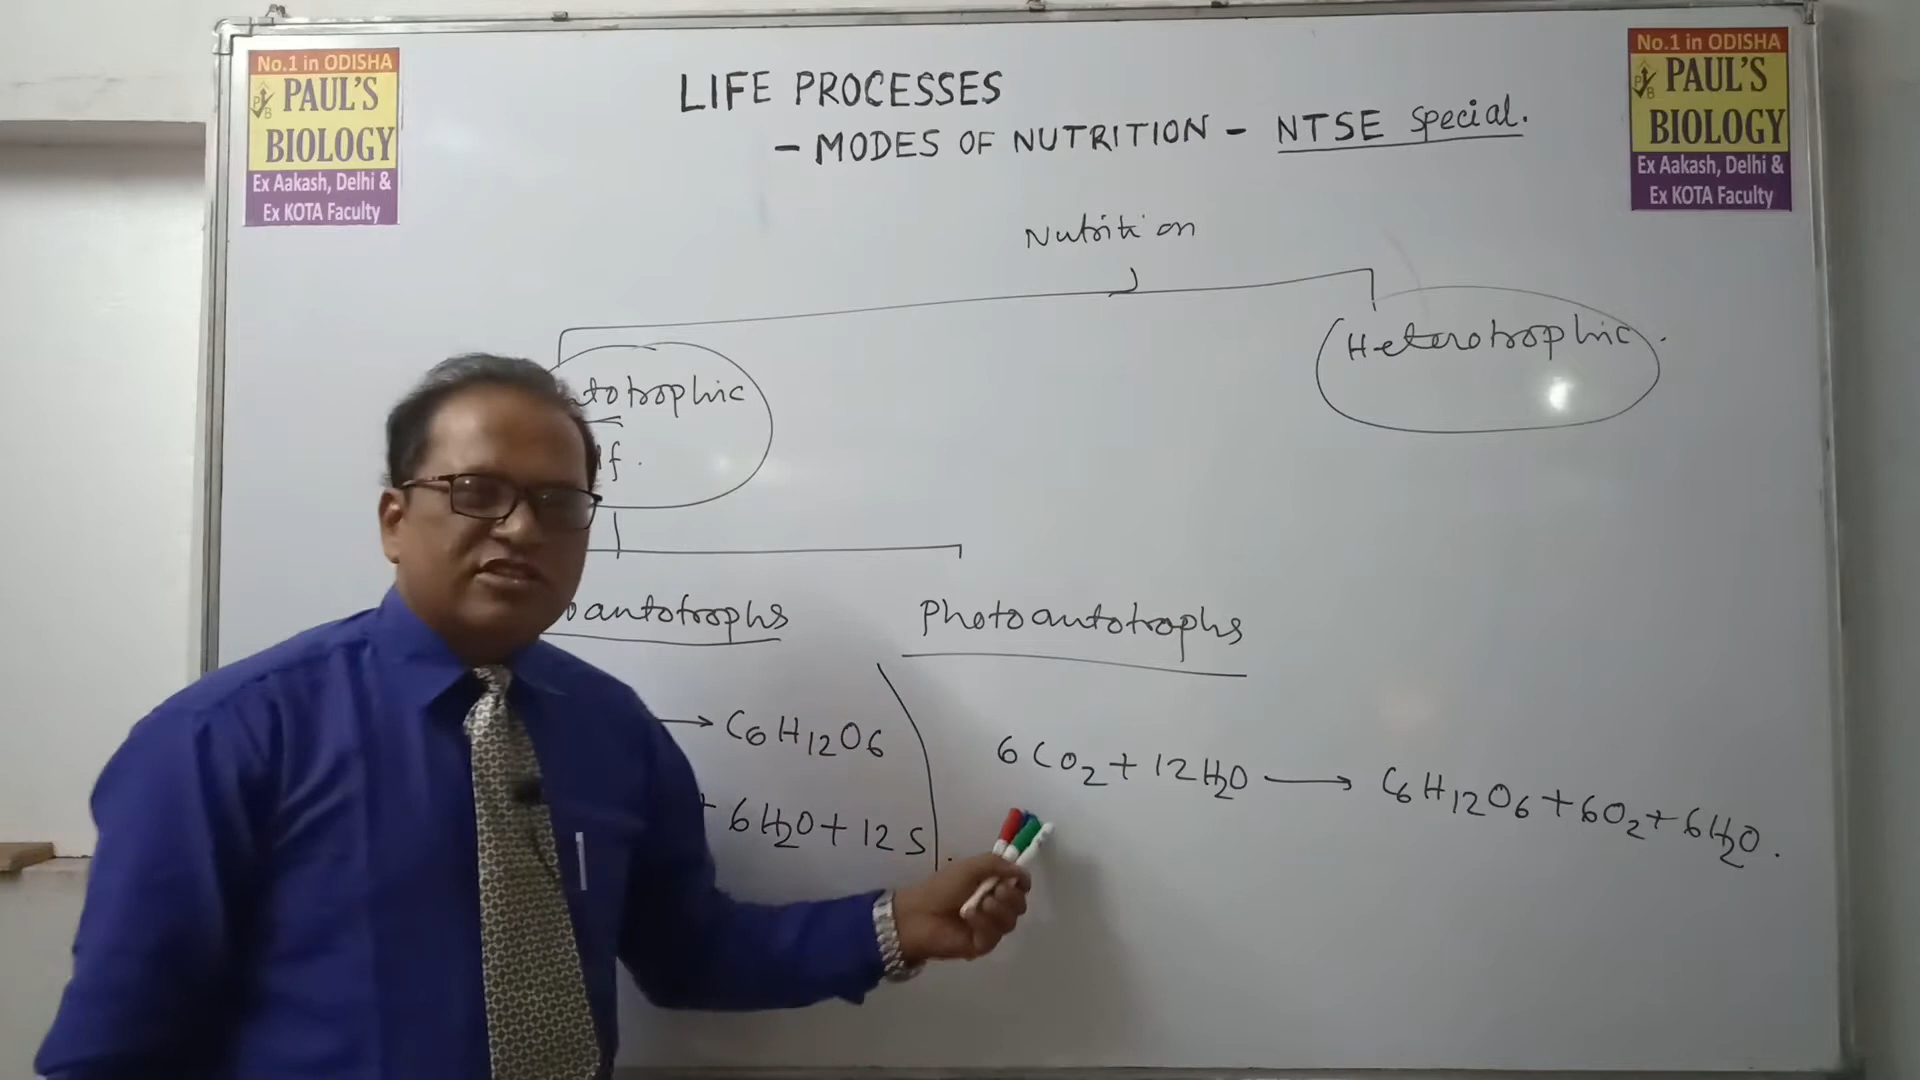 No.1 in ODISHA
PAUL'S
BIOLOGY
Ex Aakash, Delhi &
Ex KOTA Faculty
LIFE PROCESSES
- MODES OF NUTRITION - NTSE Special.
No.1 in ODISHA
PAUL'S
BIOLOGY
Ex Aakash, Delhi &
Ex KOTA Faculty
Nutrition
totrophic
Heterotrophic.
f.
oautotrophs
Photoautotrophs
→ C6H12O6
+ 6H2O + 12S.
6CO2 + 12H2O → C6H12O6 + 6O2 + 6H2O.